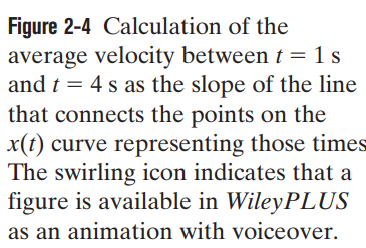 Figure 2-4 Calculation of the
average velocity between t = 1 s
and t = 4 s as the slope of the line
that connects the points on the
x(t) curve representing those times
The swirling icon indicates that a
figure is available in WileyPLUS
as an animation with voiceover.